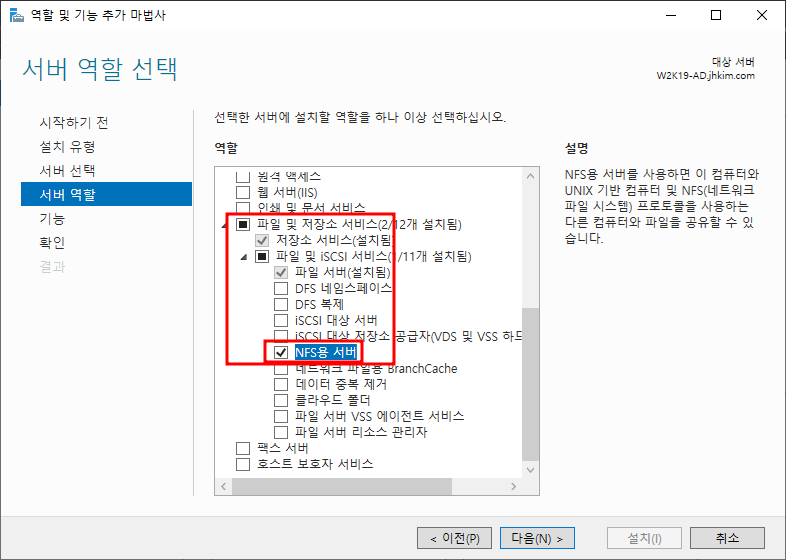 역할 및 기능 추가 마법사
서버 역할 선택
대상 서버
W2K19-AD.jhkim.com
시작하기 전
설치 유형
서버 선택
서버 역할
기능
확인
결과
선택한 서버에 설치할 역할을 하나 이상 선택하십시오.
역할
원격 액세스
웹 서버(IIS)
인쇄 및 문서 서비스
파일 및 저장소 서비스(2/12개 설치됨)
저장소 서비스(설치됨)
파일 및 iSCSI 서비스(1/11개 설치됨)
파일 서버(설치됨)
DFS 네임스페이스
DFS 복제
iSCSI 대상 서버
iSCSI 대상 저장소 공급자(VDS 및 VSS 하드
NFS용 서버
네트워크 파일용 BranchCache
데이터 중복 제거
클라우드 폴더
파일 서버 VSS 에이전트 서비스
파일 서버 리소스 관리자
팩스 서버
호스트 보호자 서비스
설명
NFS용 서버를 사용하면 이 컴퓨터와
UNIX 기반 컴퓨터 및 NFS(네트워크
파일 시스템) 프로토콜을 사용하는
다른 컴퓨터와 파일을 공유할 수 있
습니다.
< 이전(P)
다음(N) >
설치(I)
취소